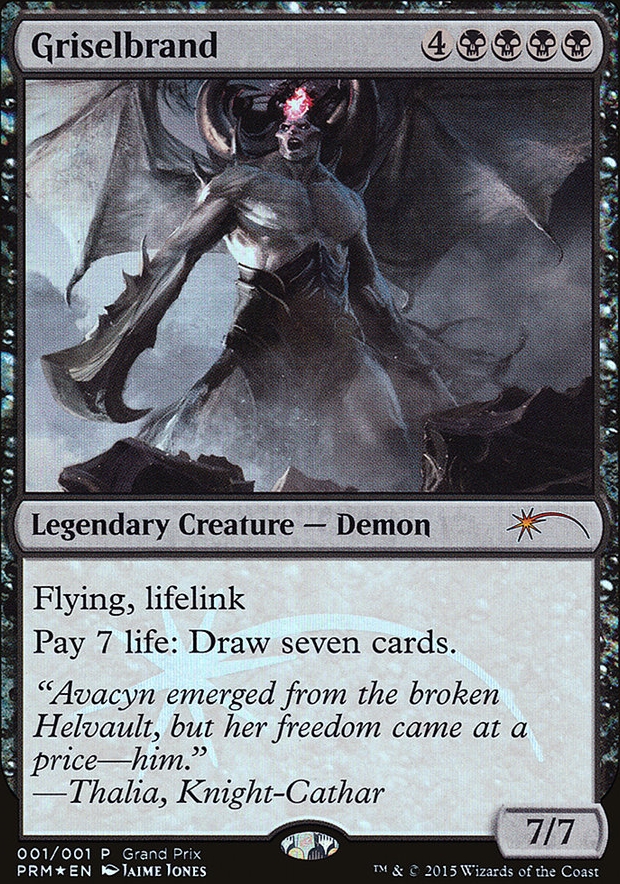 Griselbrand 4
Legendary Creature — Demon
Flying, lifelink
Pay 7 life: Draw seven cards.
“Avacyn emerged from the broken
Helvault, but her freedom came at a
price—him.”
—Thalia, Knight-Cathar
7/7
001/001 P Grand Prix
PRM★EN Jaime Jones
™ & © 2015 Wizards of the Coast